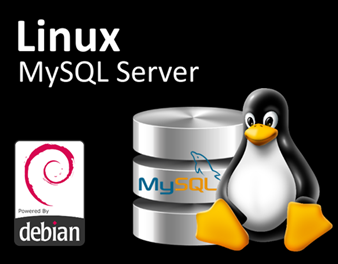 Linux
MySQL Server
MySQL
Powered By
debian